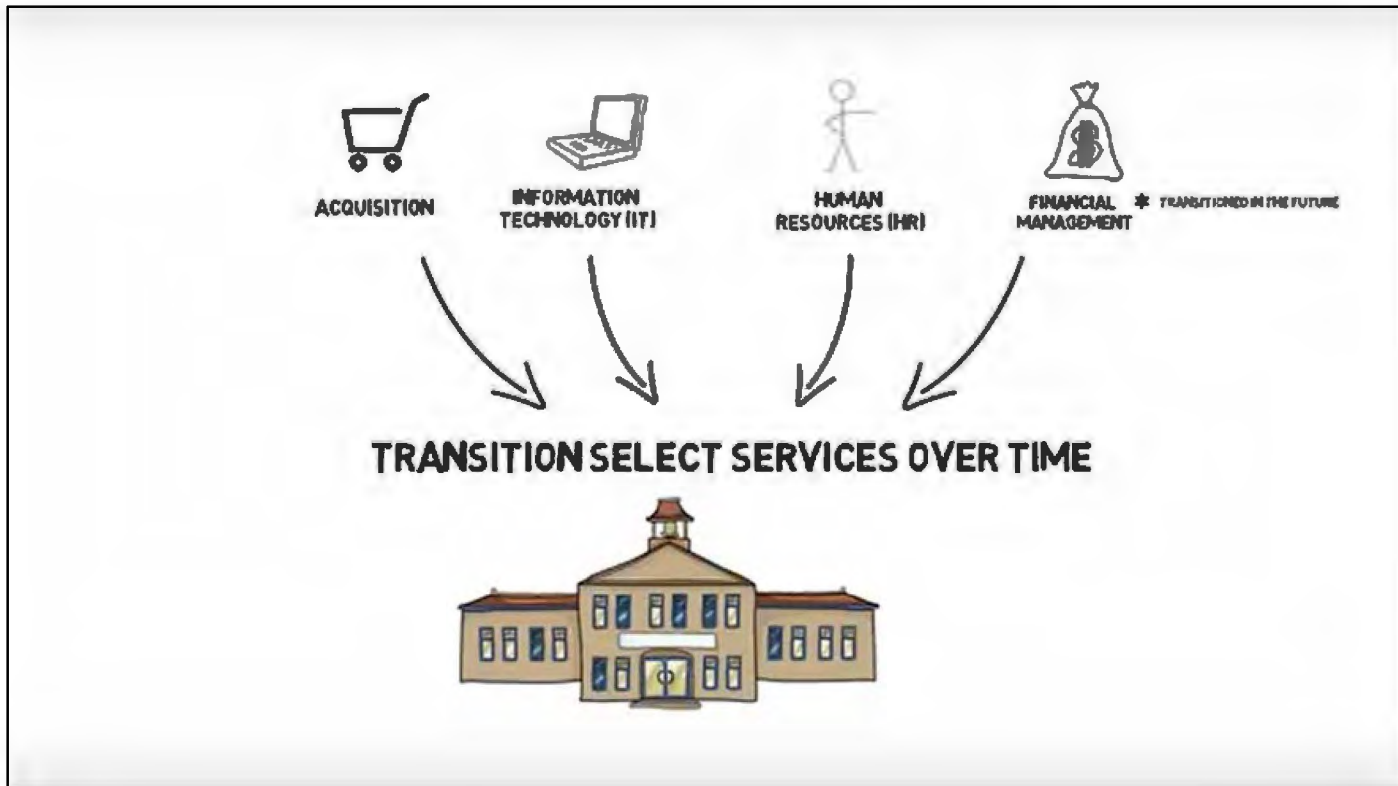 ACQUISITION
INFORMATION
TECHNOLOGY (IT)
HUMAN
RESOURCES (HR)
FINANCIAL
MANAGEMENT
* TRANSITIONED IN THE FUTURE
TRANSITION SELECT SERVICES OVER TIME
$